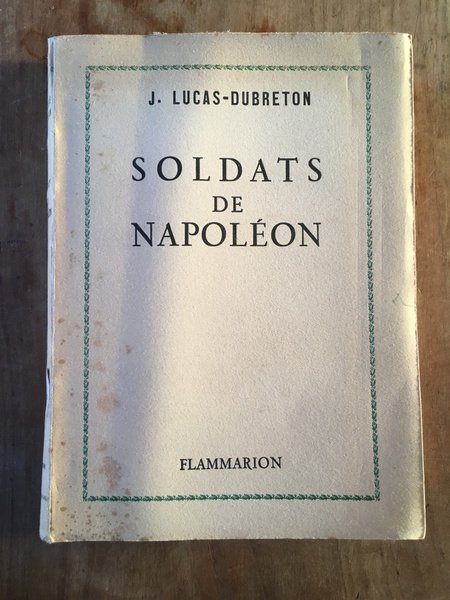 J. LUCAS-DUBRETON
SOLDATS
DE
NAPOLÉON
FLAMMARION